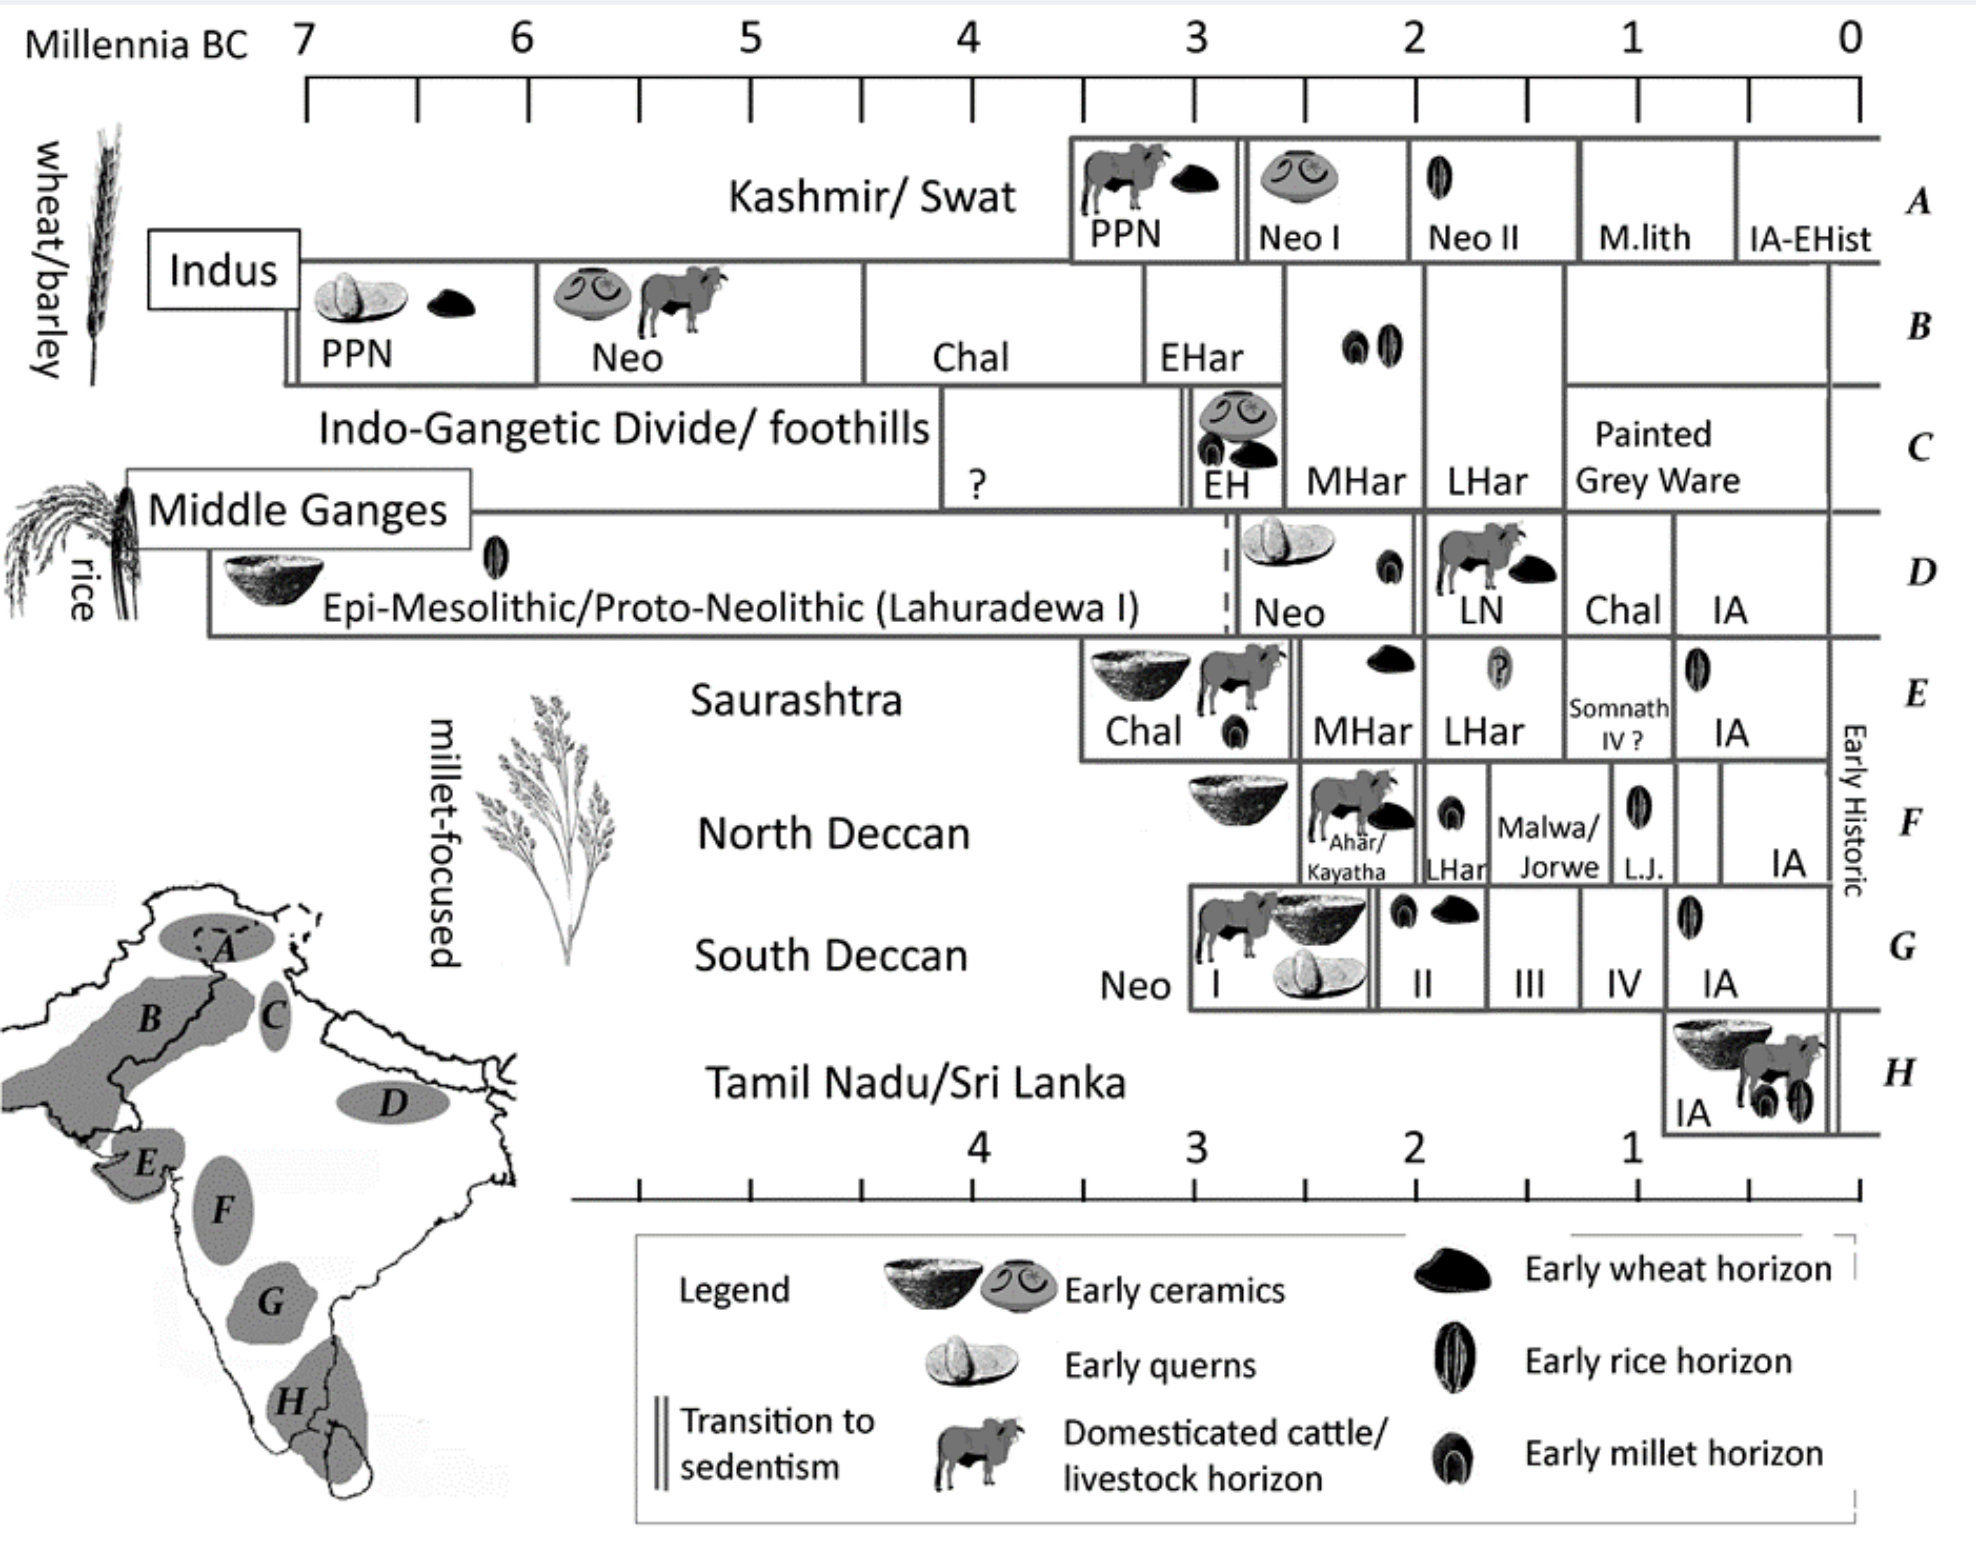 Millennia BC 7 6 5 4 3 2 1 0
wheat/barley
Kashmir/ Swat
PPN
Neo I
Neo II
M.lith
IA-EHist
A
Indus
PPN
Neo
Chal
EHar
B
Indo-Gangetic Divide/ foothills
?
EH
MHar
LHar
Painted
Grey Ware
C
Middle Ganges
rice
Epi-Mesolithic/Proto-Neolithic (Lahuradewa I)
Neo
LN
Chal
IA
D
Saurashtra
Chal
MHar
?
LHar
Somnath
IV ?
IA
E
millet-focused
North Deccan
Ahar/
Kayatha
LHar
Malwa/
Jorwe
L.J.
IA
F
Early Historic
South Deccan
Neo
I
II
III
IV
IA
G
Tamil Nadu/Sri Lanka
IA
H
4 3 2 1
A
B
C
D
E
F
G
H
Legend
Early ceramics
Early wheat horizon
Early querns
Early rice horizon
Transition to
sedentism
Domesticated cattle/
livestock horizon
Early millet horizon